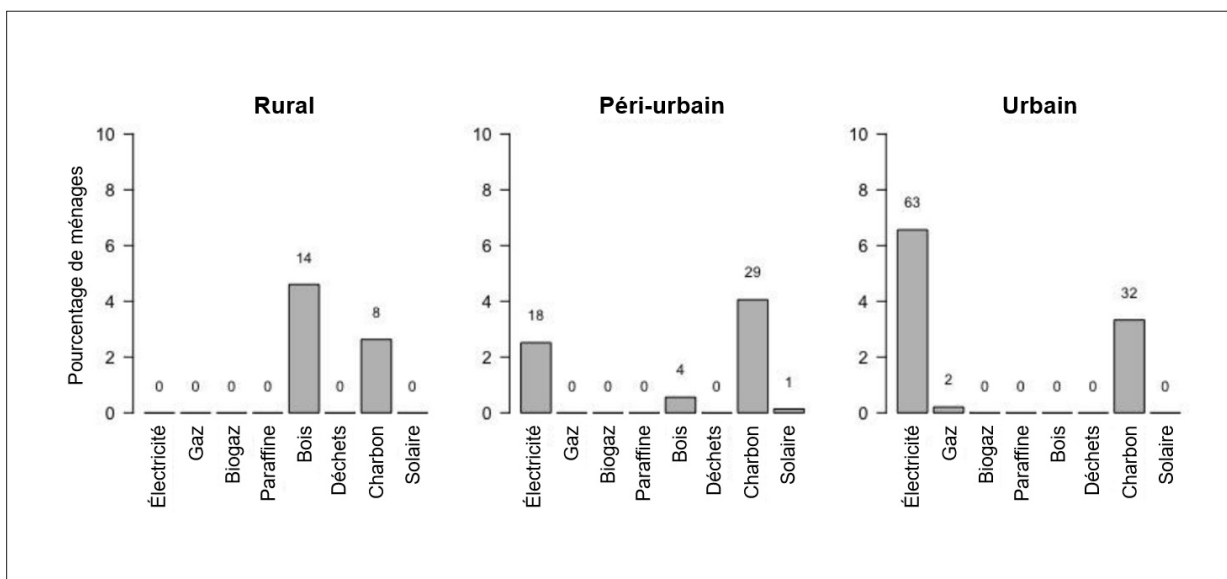 Rural
Péri-urbain
Urbain
Pourcentage de ménages
10
8
6
4
2
0
0
0
0
0
14
0
8
0
Électricité
Gaz
Biogaz
Paraffine
Bois
Déchets
Charbon
Solaire
10
8
6
4
2
0
18
0
0
0
4
0
29
1
Électricité
Gaz
Biogaz
Paraffine
Bois
Déchets
Charbon
Solaire
10
8
6
4
2
0
63
2
0
0
0
0
32
0
Électricité
Gaz
Biogaz
Paraffine
Bois
Déchets
Charbon
Solaire